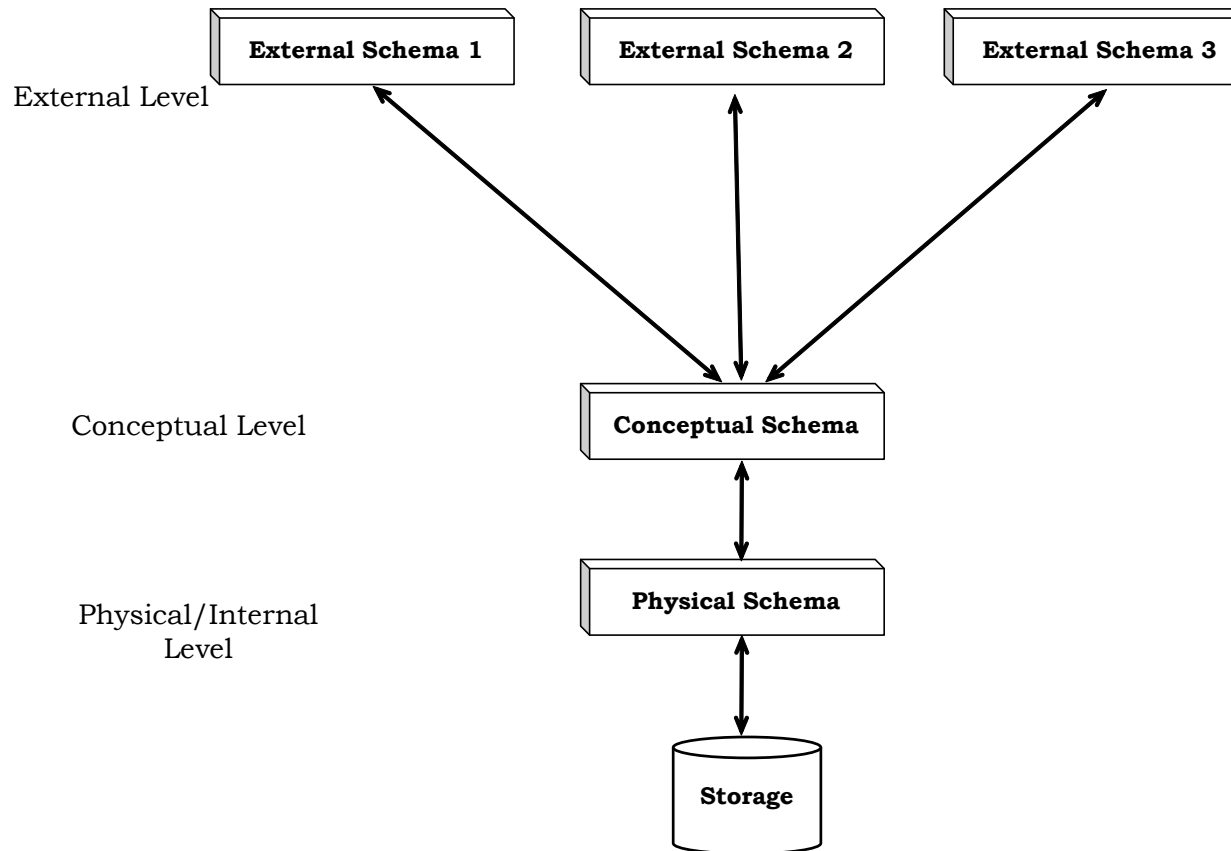 External Schema 1
External Schema 2
External Schema 3
External Level
Conceptual Level
Conceptual Schema
Physical/Internal
Level
Physical Schema
Storage